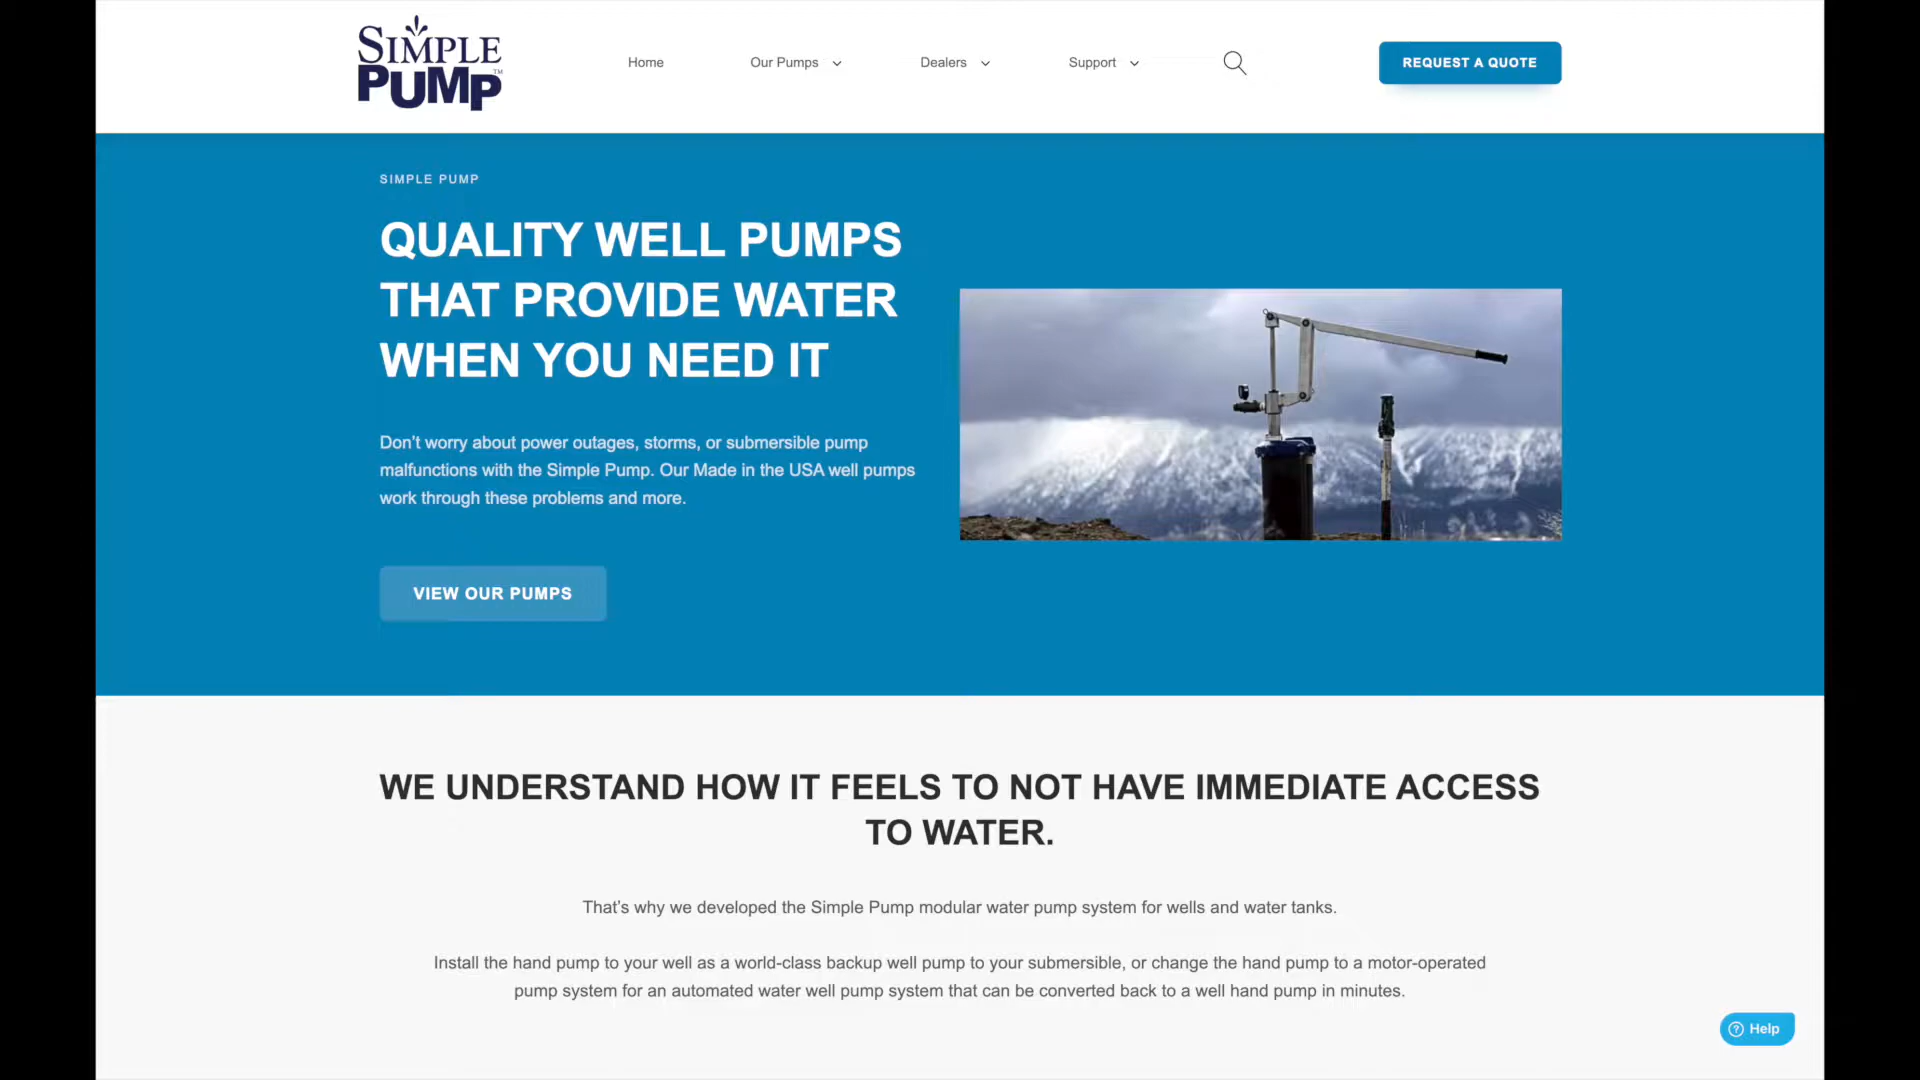 SIMPLE
PUMP™
Home
Our Pumps
Dealers
Support
REQUEST A QUOTE
SIMPLE PUMP
QUALITY WELL PUMPS
THAT PROVIDE WATER
WHEN YOU NEED IT
Don't worry about power outages, storms, or submersible pump
malfunctions with the Simple Pump. Our Made in the USA well pumps
work through these problems and more.
VIEW OUR PUMPS
WE UNDERSTAND HOW IT FEELS TO NOT HAVE IMMEDIATE ACCESS
TO WATER.
That's why we developed the Simple Pump modular water pump system for wells and water tanks.
Install the hand pump to your well as a world-class backup well pump to your submersible, or change the hand pump to a motor-operated
pump system for an automated water well pump system that can be converted back to a well hand pump in minutes.
? Help